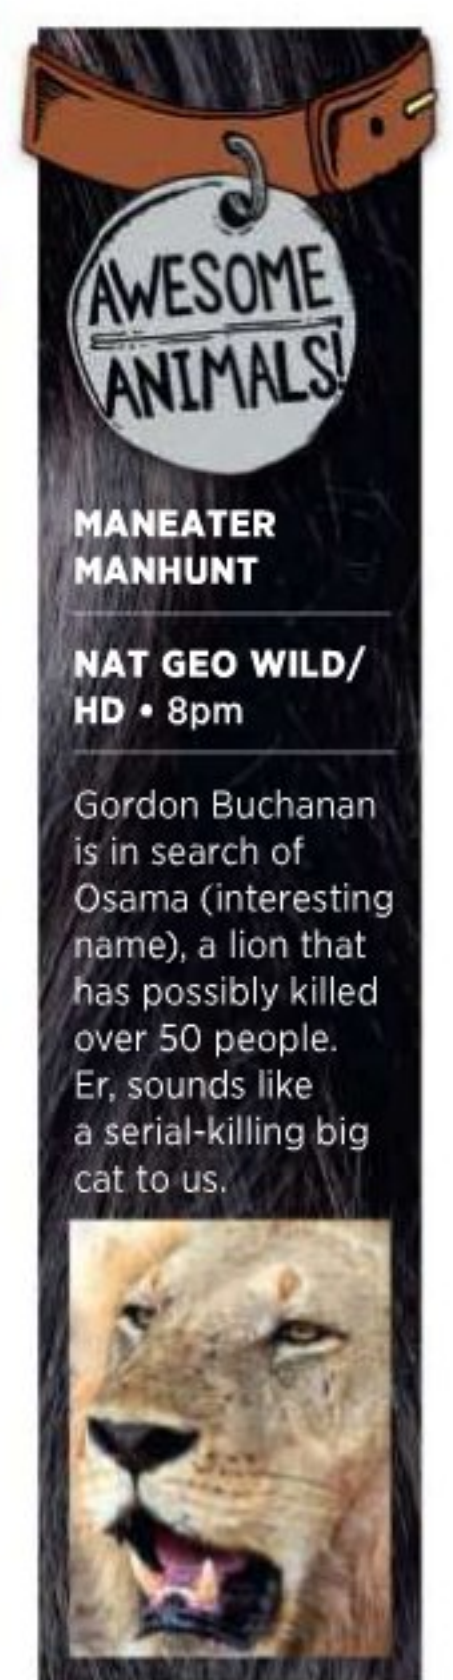 AWESOME
ANIMALS!
MANEATER
MANHUNT
NAT GEO WILD/
HD • 8pm
Gordon Buchanan
is in search of
Osama (interesting
name), a lion that
has possibly killed
over 50 people.
Er, sounds like
a serial-killing big
cat to us.